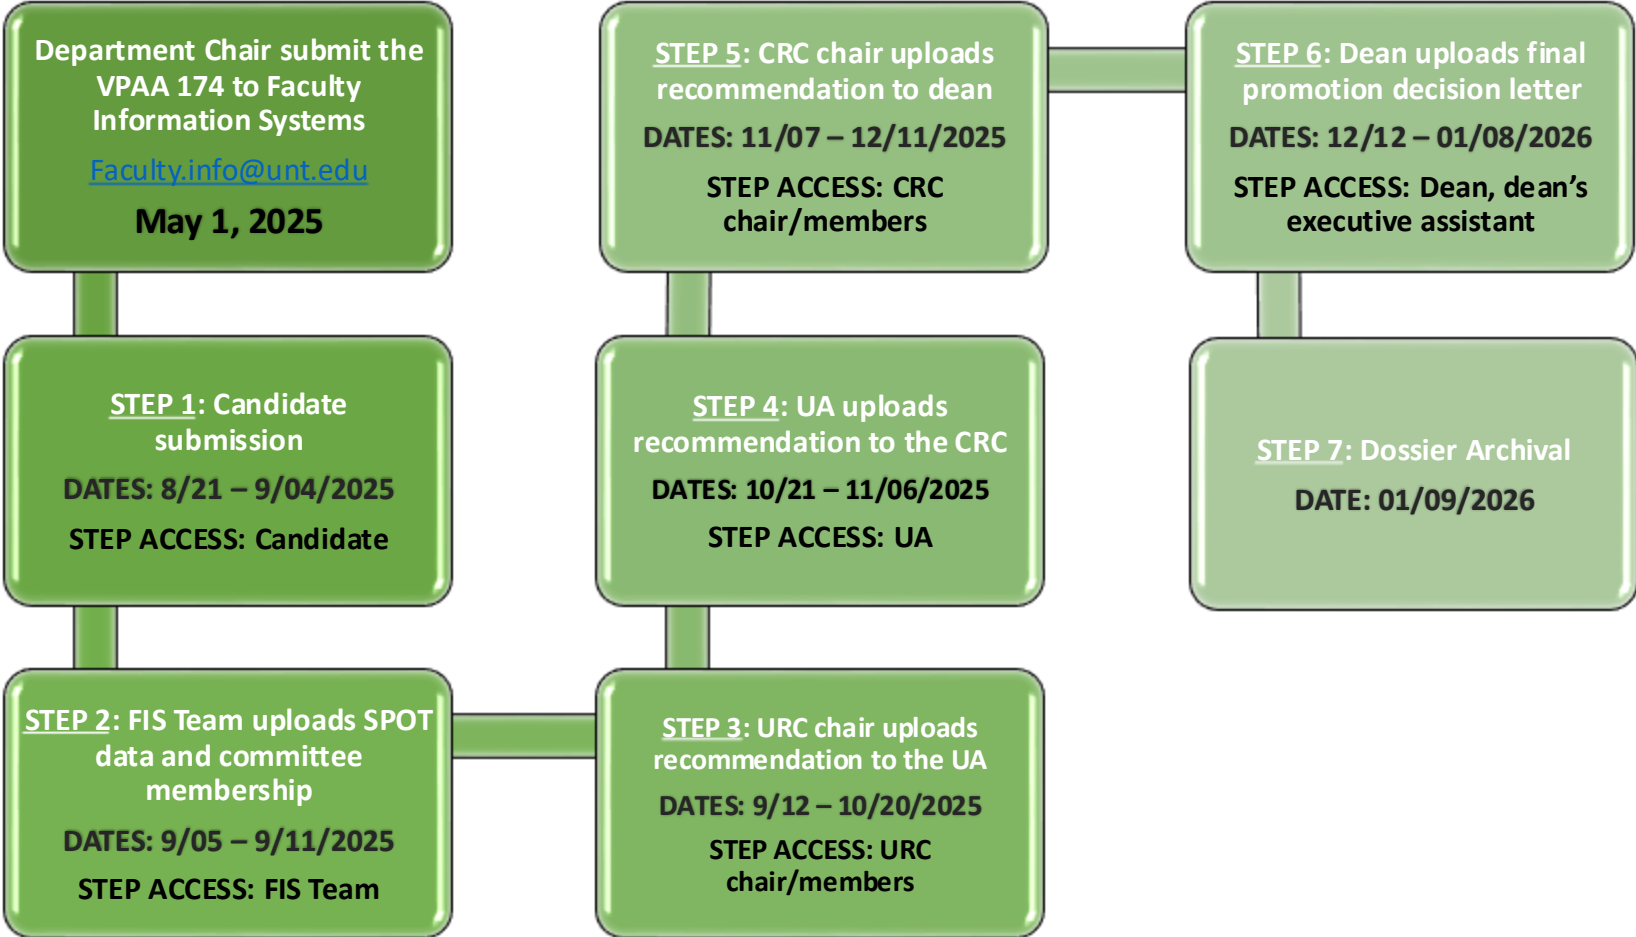 Department Chair submit the
VPAA 174 to Faculty
Information Systems
Faculty.info@unt.edu
May 1, 2025
STEP 1: Candidate
submission
DATES: 8/21 – 9/04/2025
STEP ACCESS: Candidate
STEP 2: FIS Team uploads SPOT
data and committee
membership
DATES: 9/05 – 9/11/2025
STEP ACCESS: FIS Team
STEP 3: URC chair uploads
recommendation to the UA
DATES: 9/12 – 10/20/2025
STEP ACCESS: URC
chair/members
STEP 4: UA uploads
recommendation to the CRC
DATES: 10/21 – 11/06/2025
STEP ACCESS: UA
STEP 5: CRC chair uploads
recommendation to dean
DATES: 11/07 – 12/11/2025
STEP ACCESS: CRC
chair/members
STEP 6: Dean uploads final
promotion decision letter
DATES: 12/12 – 01/08/2026
STEP ACCESS: Dean, dean’s
executive assistant
STEP 7: Dossier Archival
DATE: 01/09/2026